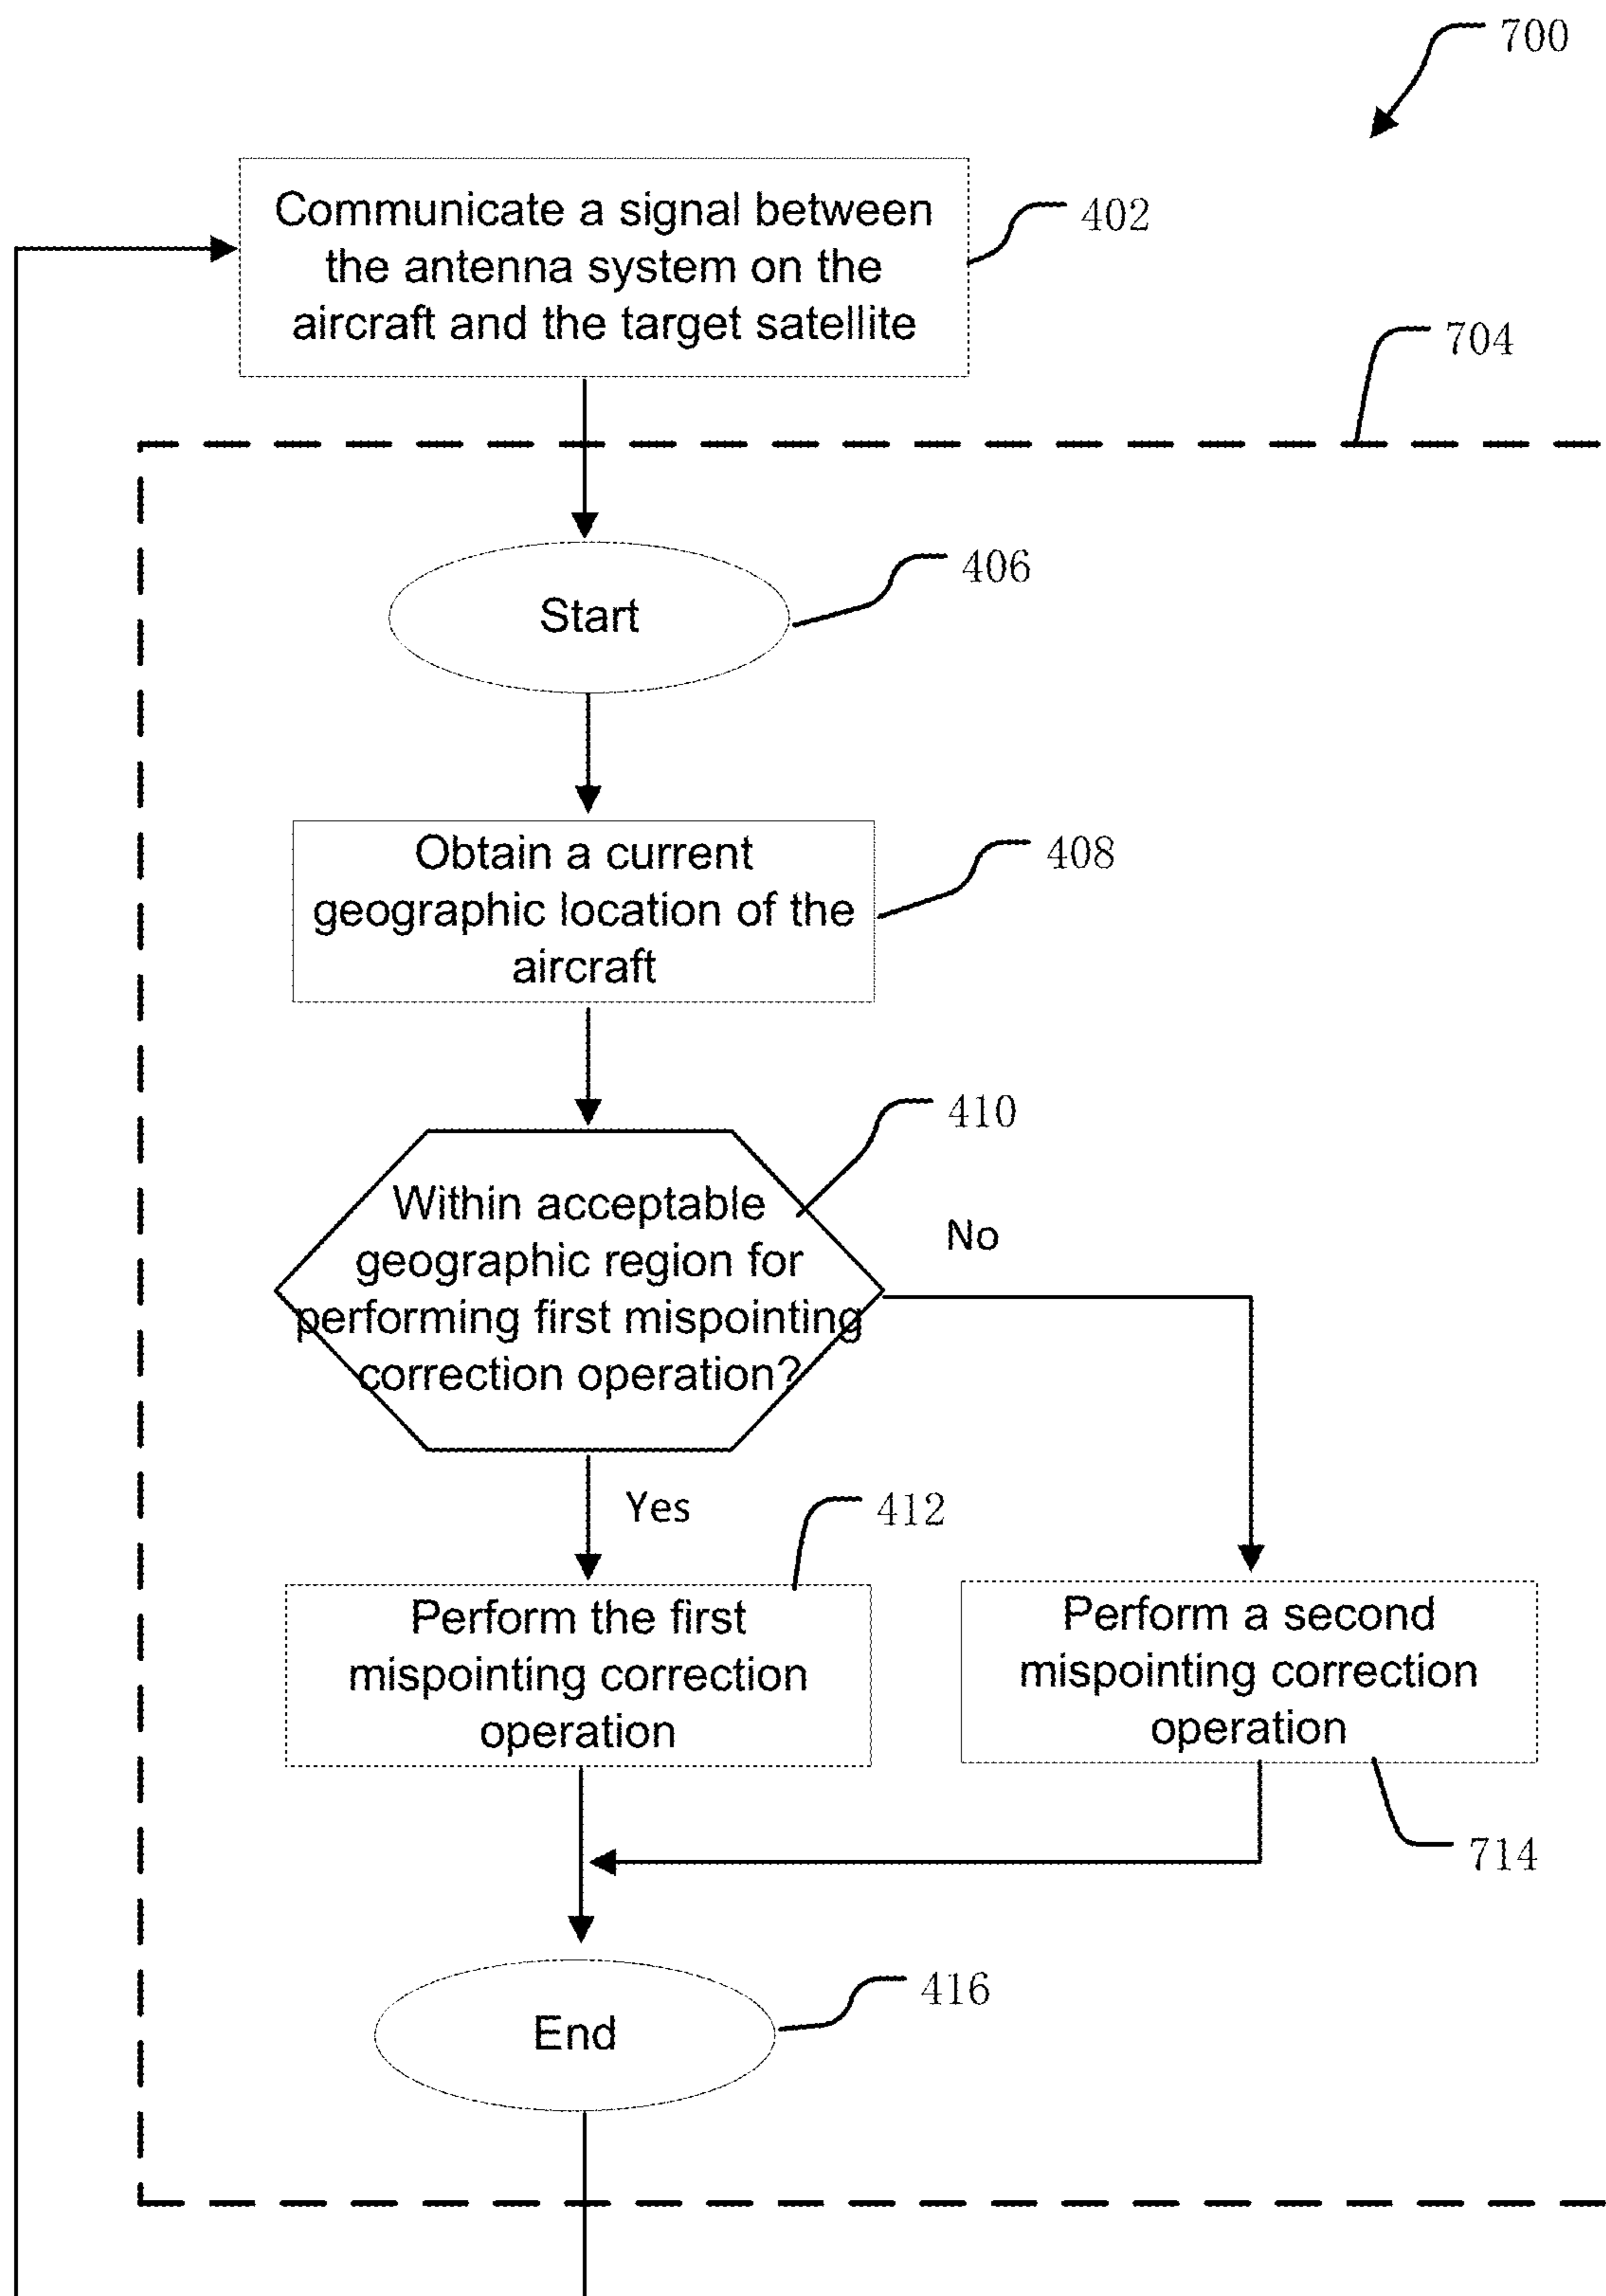 700
Communicate a signal between
the antenna system on the
aircraft and the target satellite
402
704
Start
406
Obtain a current
geographic location of the
aircraft
408
410
Within acceptable
geographic region for
performing first mispointing
correction operation?
No
Yes
412
Perform the first
mispointing correction
operation
Perform a second
mispointing correction
operation
714
End
416